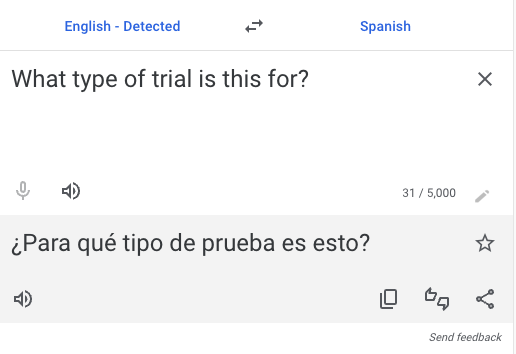 English - Detected
Spanish
What type of trial is this for?
31 / 5,000
¿Para qué tipo de prueba es esto?
Send feedback